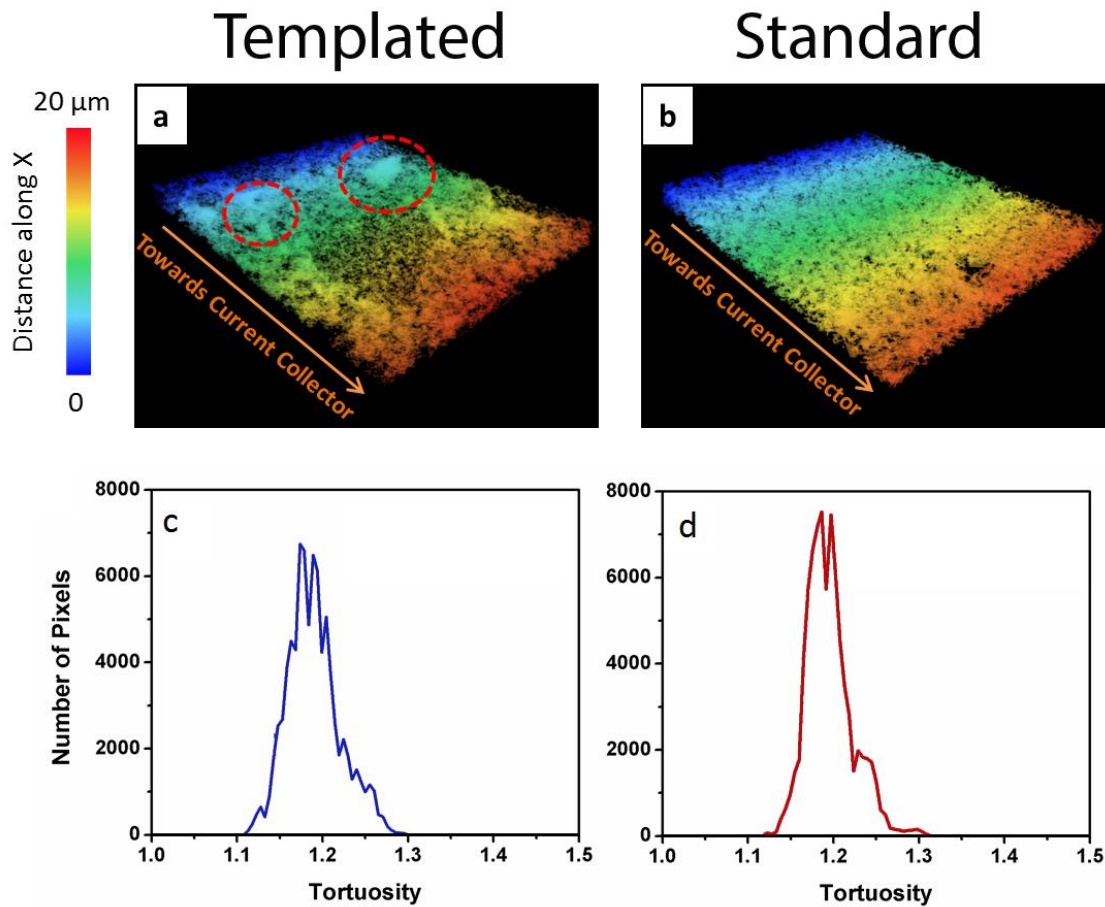 Templated
Standard
20 µm
Distance along X
0
a
Towards Current Collector
b
Towards Current Collector
8000
6000
4000
2000
0
Number of Pixels
c
1.0 1.1 1.2 1.3 1.4 1.5
Tortuosity
8000
6000
4000
2000
0
d
1.0 1.1 1.2 1.3 1.4 1.5
Tortuosity